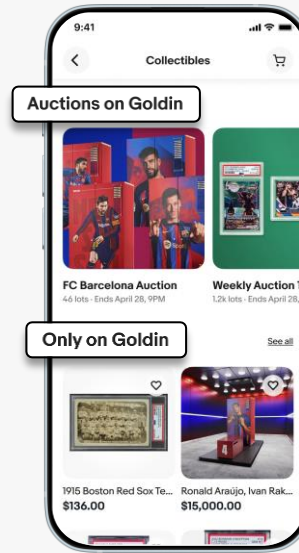 9:41
Collectibles
Auctions on Goldin
FC Barcelona Auction
Weekly Auction
46 lots · Ends April 28, 9PM
1.2k lots · Ends April 28,
Only on Goldin
See all
4
1915 Boston Red Sox Te...
Ronald Araújo, Ivan Rak...
$136.00
$15,000.00